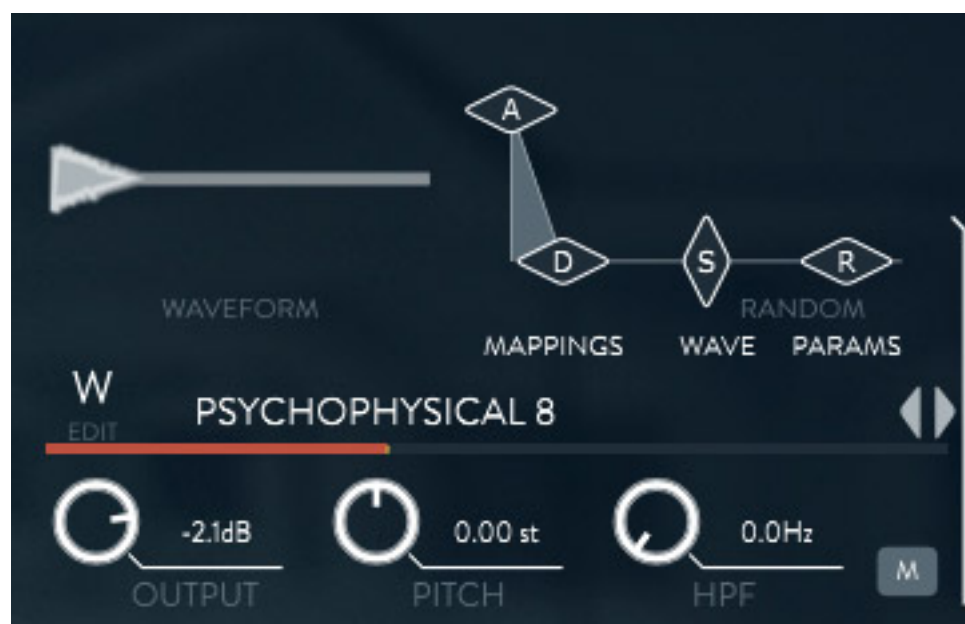 A
D S R
WAVEFORM RANDOM
MAPPINGS WAVE PARAMS
W
EDIT
PSYCHOPHYSICAL 8
-2.1dB 0.00 st 0.0Hz
OUTPUT PITCH HPF
M